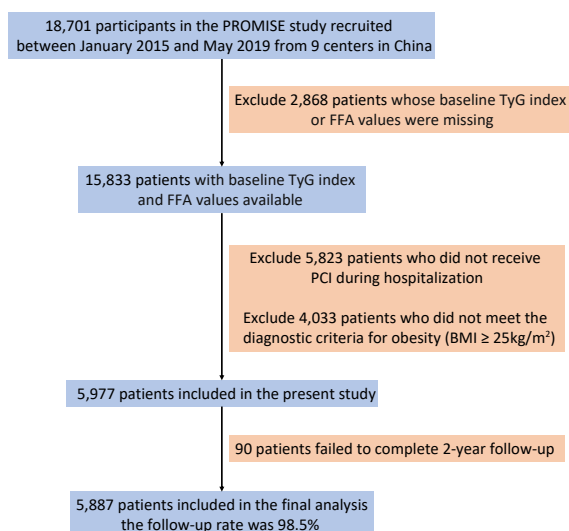 18,701 participants in the PROMISE study recruited
between January 2015 and May 2019 from 9 centers in China
Exclude 2,868 patients whose baseline TyG index
or FFA values were missing
15,833 patients with baseline TyG index
and FFA values available
Exclude 5,823 patients who did not receive
PCI during hospitalization
Exclude 4,033 patients who did not meet the
diagnostic criteria for obesity (BMI ≥ 25kg/m²)
5,977 patients included in the present study
90 patients failed to complete 2-year follow-up
5,887 patients included in the final analysis
the follow-up rate was 98.5%